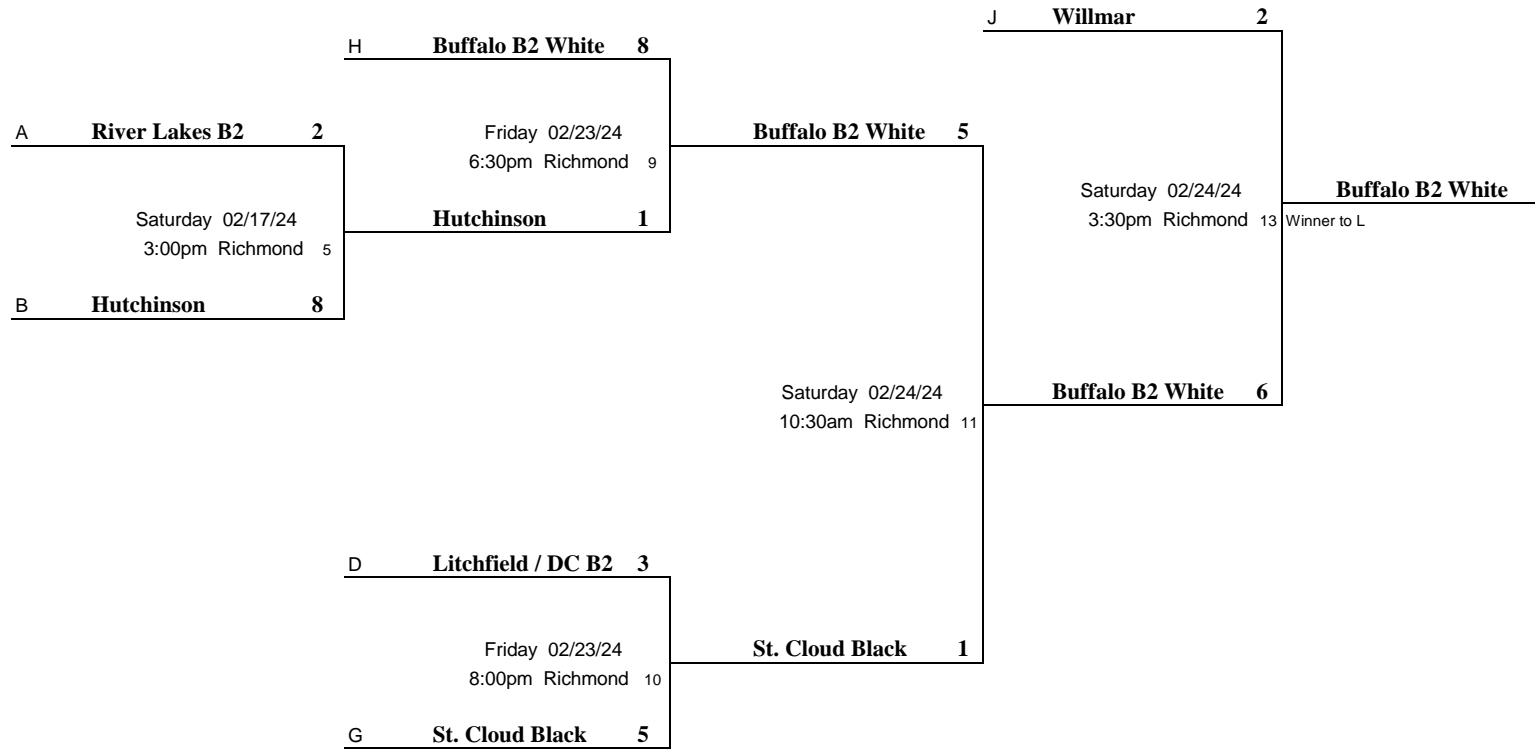 J Willmar 2
H Buffalo B2 White 8
A River Lakes B2 2
Friday 02/23/24
6:30pm Richmond 9
Buffalo B2 White 5
Saturday 02/17/24
3:00pm Richmond 5
Hutchinson 1
Saturday 02/24/24
3:30pm Richmond 13 Winner to L
Buffalo B2 White
B Hutchinson 8
Saturday 02/24/24
10:30am Richmond 11
Buffalo B2 White 6
D Litchfield / DC B2 3
Friday 02/23/24
8:00pm Richmond 10
St. Cloud Black 1
G St. Cloud Black 5